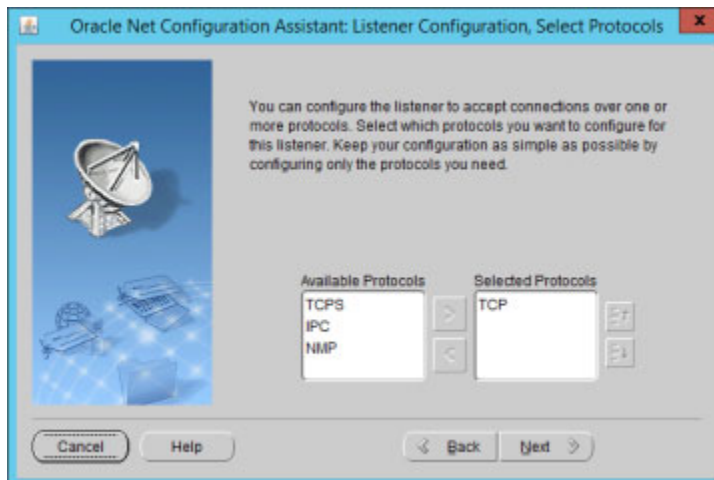 Oracle Net Configuration Assistant: Listener Configuration, Select Protocols
x
You can configure the listener to accept connections over one or
more protocols. Select which protocols you want to configure for
this listener. Keep your configuration as simple as possible by
configuring only the protocols you need.
Available Protocols
Selected Protocols
TCPS
IPC
NMP
>
<
TCP
Cancel
Help
Back
Next